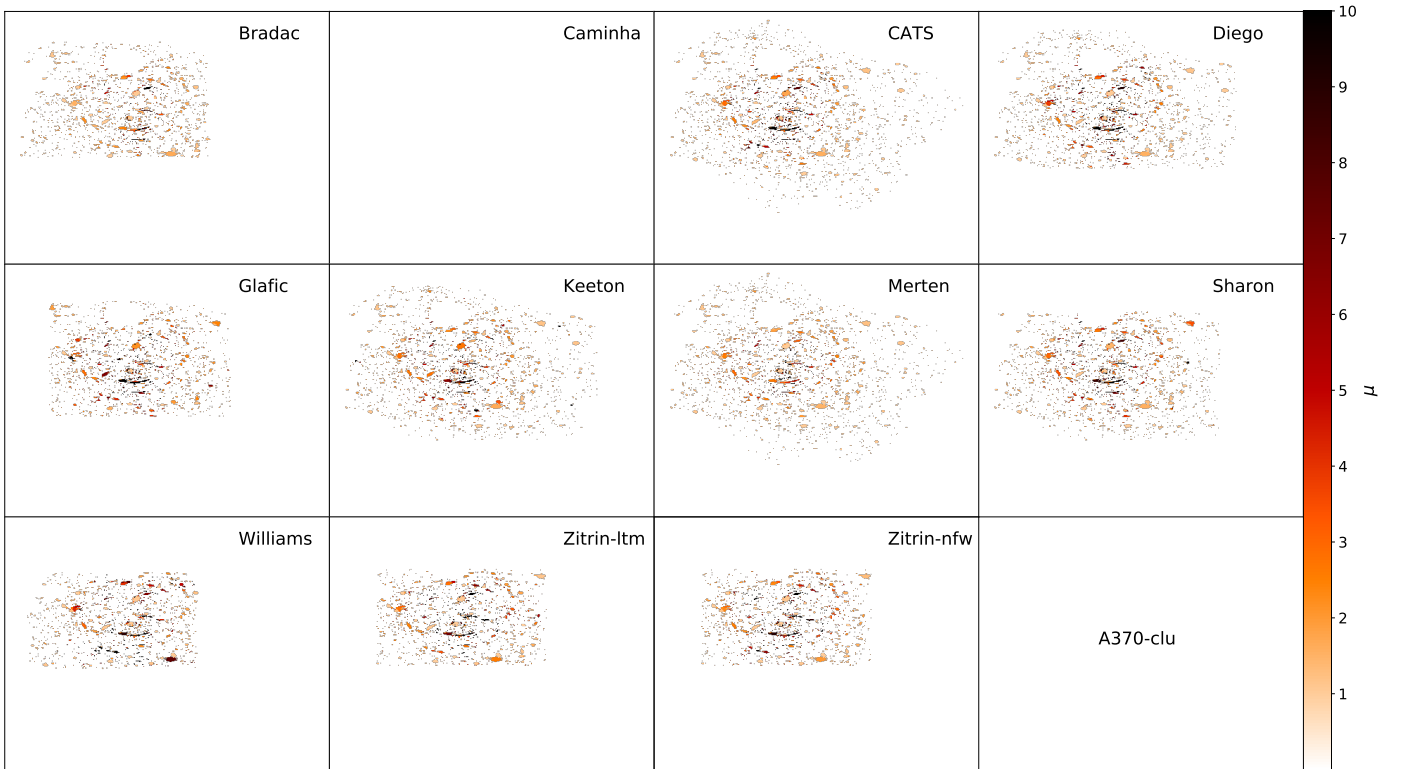 Bradac
Caminha
CATS
Diego
Glafic
Keeton
Merten
Sharon
Williams
Zitrin-ltm
Zitrin-nfw
A370-clu
10
9
8
7
6
5
4
3
2
1
μ